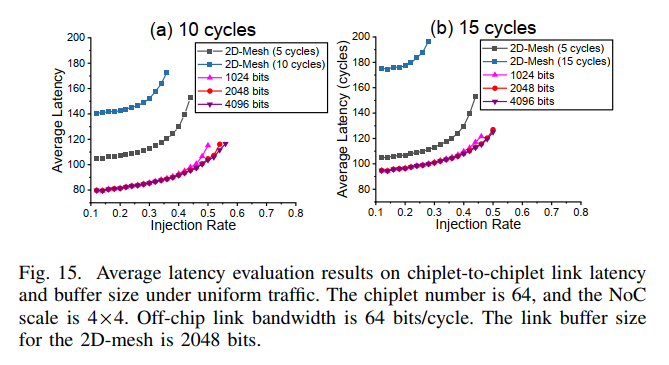 (a) 10 cycles
200
180
160
140
120
100
80
Average Latency
2D-Mesh (5 cycles)
2D-Mesh (10 cycles)
1024 bits
2048 bits
4096 bits
0.1 0.2 0.3 0.4 0.5 0.6 0.7 0.8
Injection Rate
(b) 15 cycles
200
180
160
140
120
100
80
Average Latency (cycles)
2D-Mesh (5 cycles)
2D-Mesh (15 cycles)
1024 bits
2048 bits
4096 bits
0.1 0.2 0.3 0.4 0.5 0.6 0.7 0.8
Injection Rate
Fig. 15. Average latency evaluation results on chiplet-to-chiplet link latency
and buffer size under uniform traffic. The chiplet number is 64, and the NoC
scale is 4×4. Off-chip link bandwidth is 64 bits/cycle. The link buffer size
for the 2D-mesh is 2048 bits.